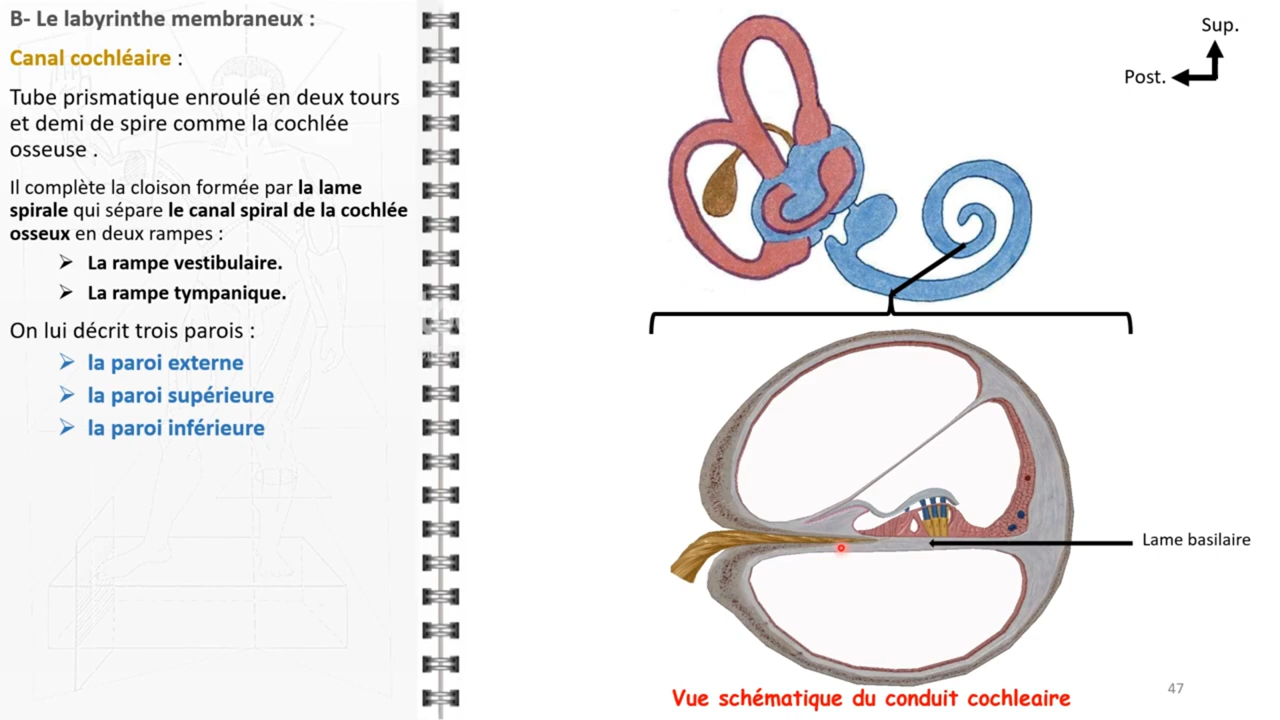 B- Le labyrinthe membraneux :
Canal cochléaire :
Tube prismatique enroulé en deux tours
et demi de spire comme la cochlée
osseuse .
Il complète la cloison formée par la lame
spirale qui sépare le canal spiral de la cochlée
osseux en deux rampes :
➢ La rampe vestibulaire.
➢ La rampe tympanique.
On lui décrit trois parois :
➢ la paroi externe
➢ la paroi supérieure
➢ la paroi inférieure
Sup.
Post.
Lame basilaire
Vue schématique du conduit cochleaire
47